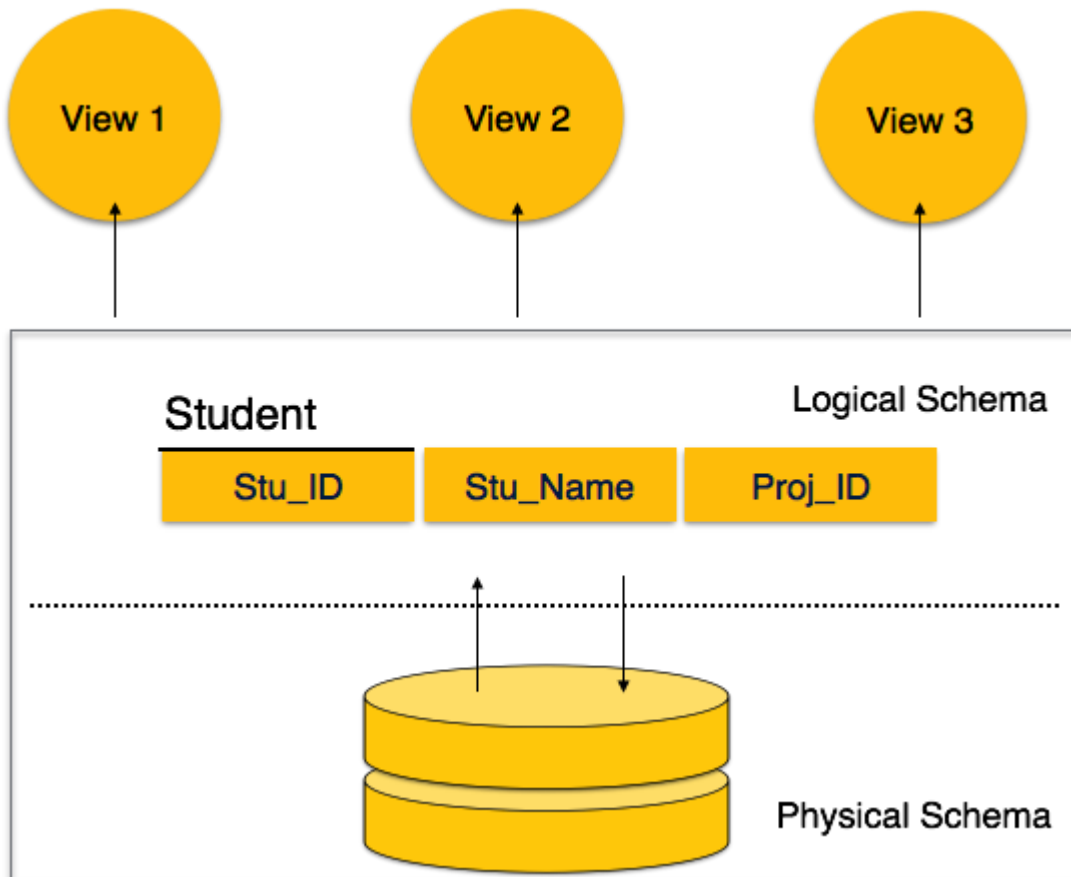 View 1
View 2
View 3
Logical Schema
Student
Stu_ID
Stu_Name
Proj_ID
Physical Schema